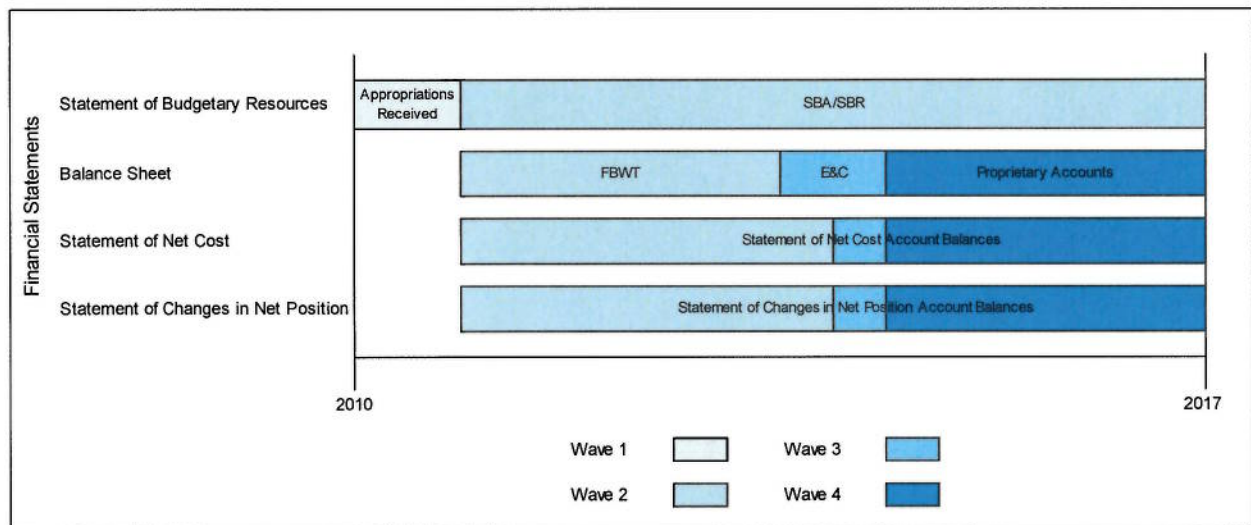 Financial Statements
Statement of Budgetary Resources
Appropriations
Received
SBA/SBR
Balance Sheet
FBWT
E&C
Proprietary Accounts
Statement of Net Cost
Statement of Net Cost Account Balances
Statement of Changes in Net Position
Statement of Changes in Net Position Account Balances
2010
2017
Wave 1
Wave 3
Wave 2
Wave 4